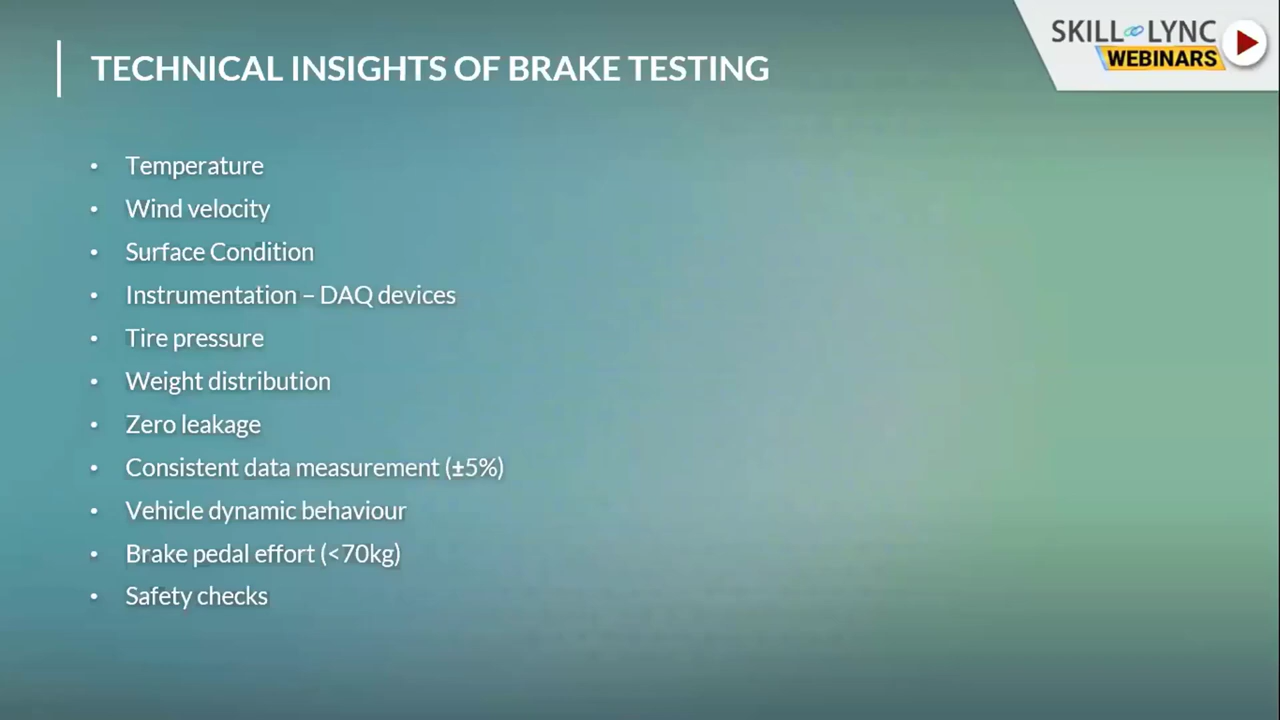 SKILL LYNC
WEBINARS
TECHNICAL INSIGHTS OF BRAKE TESTING
• Temperature
• Wind velocity
• Surface Condition
• Instrumentation – DAQ devices
• Tire pressure
• Weight distribution
• Zero leakage
• Consistent data measurement (±5%)
• Vehicle dynamic behaviour
• Brake pedal effort (<70kg)
• Safety checks